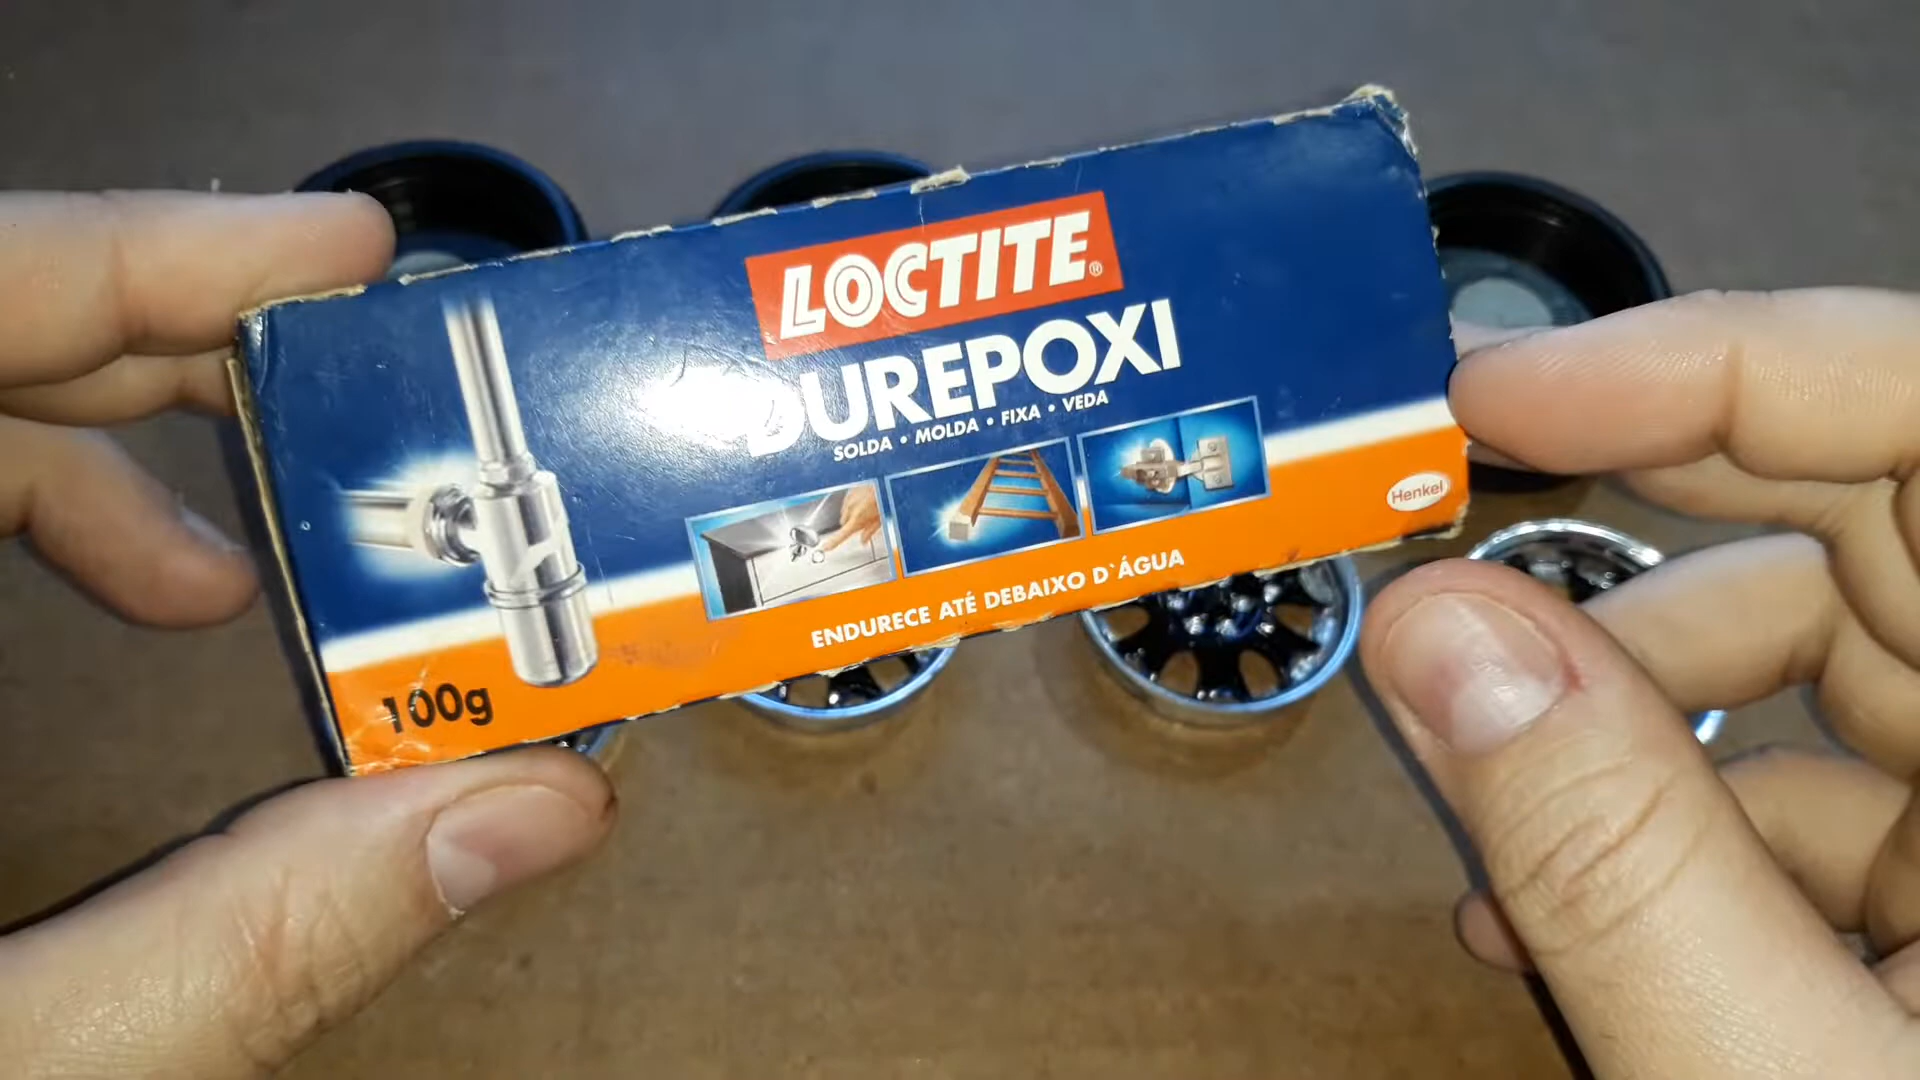 LOCTITE®
DUREPOXI
SOLDA • MOLDA • FIXA • VEDA
ENDURECE ATÉ DEBAIXO D`ÁGUA
Henkel
100g